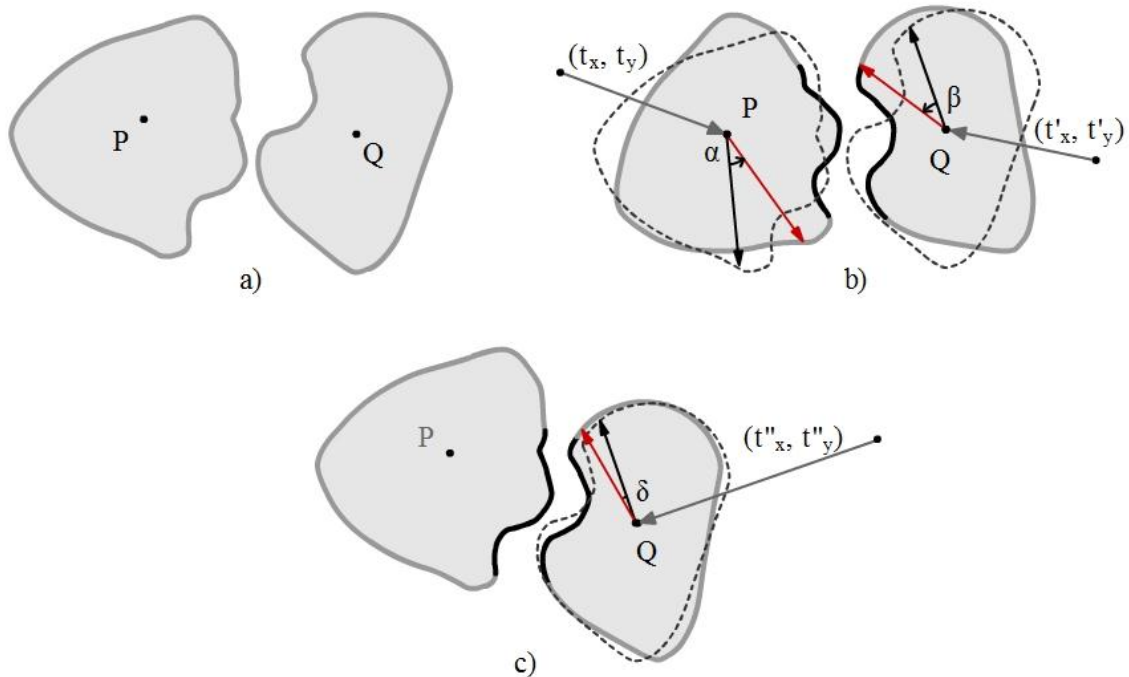 P
Q
a)
(tx, ty)
P
α
β
(t'x, t'y)
Q
b)
P
(t"x, t"y)
δ
Q
c)